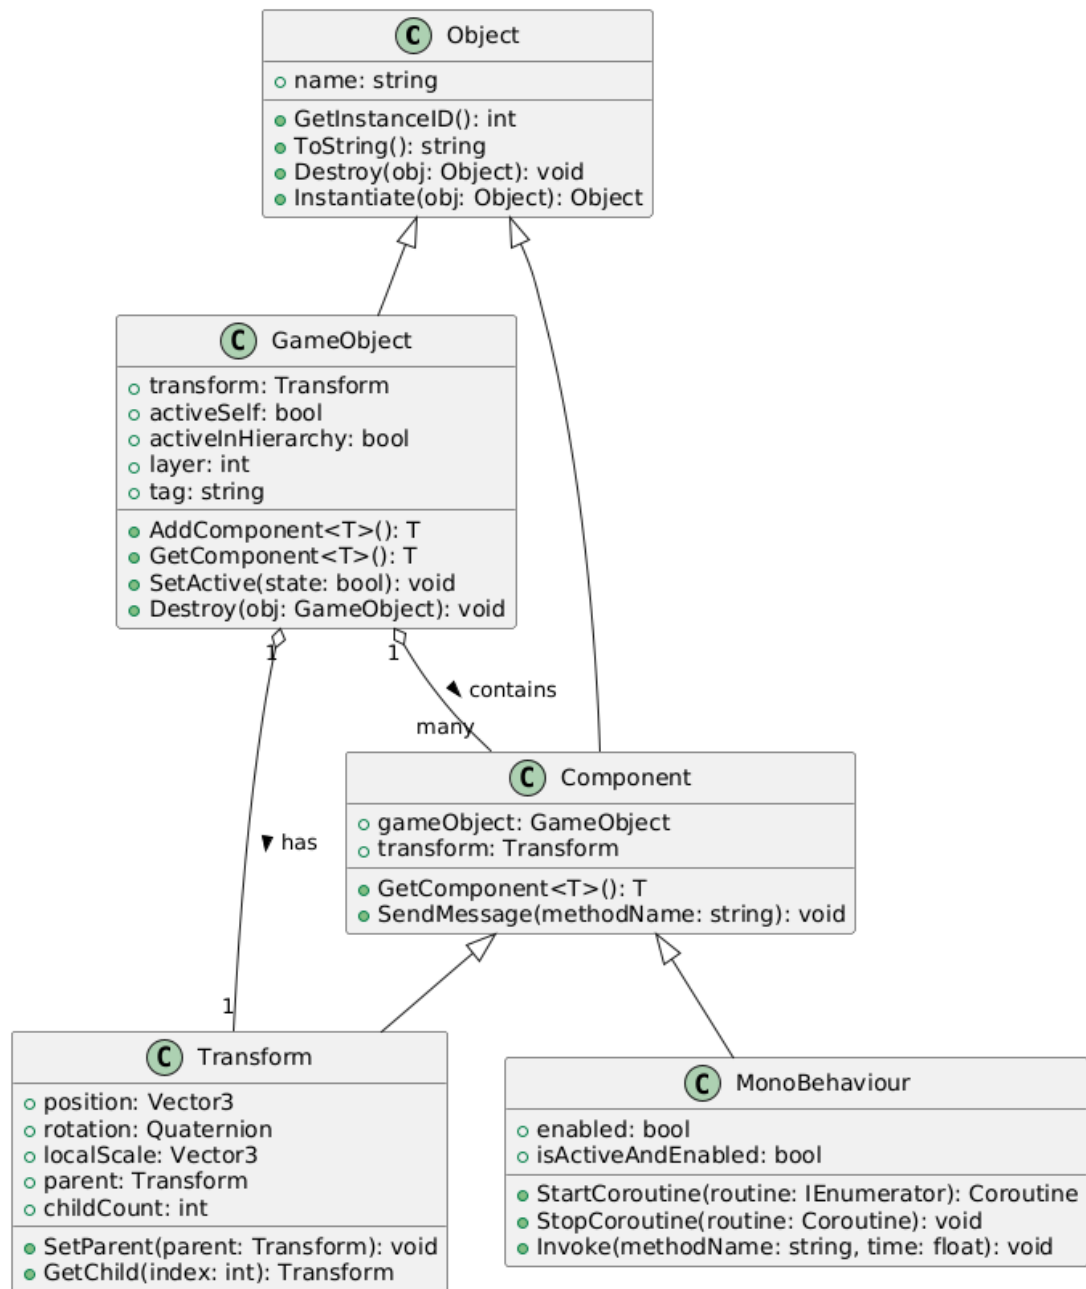 C Object
name: string
GetInstanceID(): int
ToString(): string
Destroy(obj: Object): void
Instantiate(obj: Object): Object
C GameObject
transform: Transform
activeSelf: bool
activeInHierarchy: bool
layer: int
tag: string
AddComponent<T>(): T
GetComponent<T>(): T
SetActive(state: bool): void
Destroy(obj: GameObject): void
1
1
contains
many
C Component
gameObject: GameObject
transform: Transform
GetComponent<T>(): T
SendMessage(methodName: string): void
has
1
C Transform
position: Vector3
rotation: Quaternion
localScale: Vector3
parent: Transform
childCount: int
SetParent(parent: Transform): void
GetChild(index: int): Transform
C MonoBehaviour
enabled: bool
isActiveAndEnabled: bool
StartCoroutine(routine: IEnumerator): Coroutine
StopCoroutine(routine: Coroutine): void
Invoke(methodName: string, time: float): void